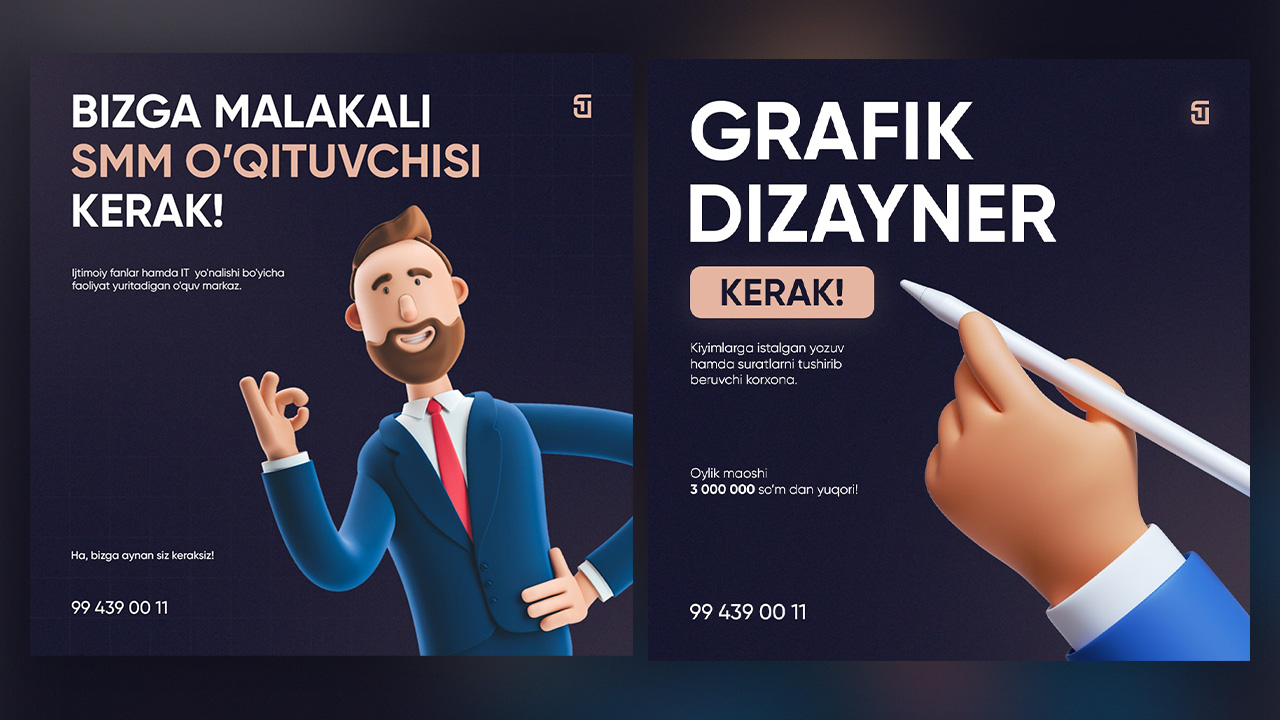 BIZGA MALAKALI
SMM O'QITUVCHISI
KERAK!
Ijtimoiy fanlar hamda IT yo'nalishi bo'yicha
faoliyat yuritadigan o'quv markaz.
Ha, bizga aynan siz keraksiz!
99 439 00 11
GRAFIK
DIZAYNER
KERAK!
Kiyimlarga istalgan yozuv
hamda suratlarni tushirib
beruvchi korxona.
Oylik maoshi
3 000 000 so'm dan yuqori!
99 439 00 11